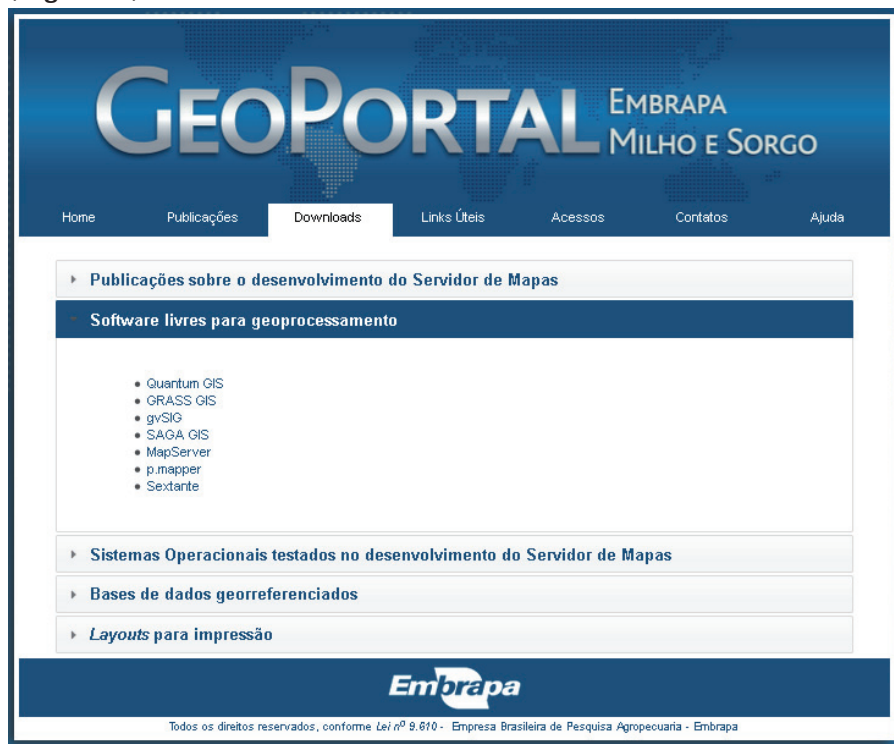 GEOPORTAL EMBRAPA
MILHO E SORGO
Home Publicações Downloads Links Úteis Acessos Contatos Ajuda
Publicações sobre o desenvolvimento do Servidor de Mapas
Software livres para geoprocessamento
Quantum GIS
GRASS GIS
gvSIG
SAGA GIS
MapServer
p.mapper
Sextante
Sistemas Operacionais testados no desenvolvimento do Servidor de Mapas
Bases de dados georreferenciados
Layouts para impressão
Embrapa
Todos os direitos reservados, conforme Lei nº 9.610 - Empresa Brasileira de Pesquisa Agropecuaria - Embrapa